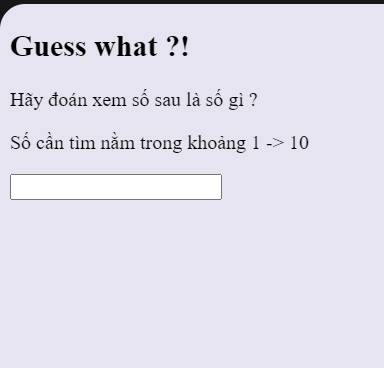 Guess what ?!
Hãy đoán xem số sau là số gì ?
Số cần tìm nằm trong khoảng 1 -> 10